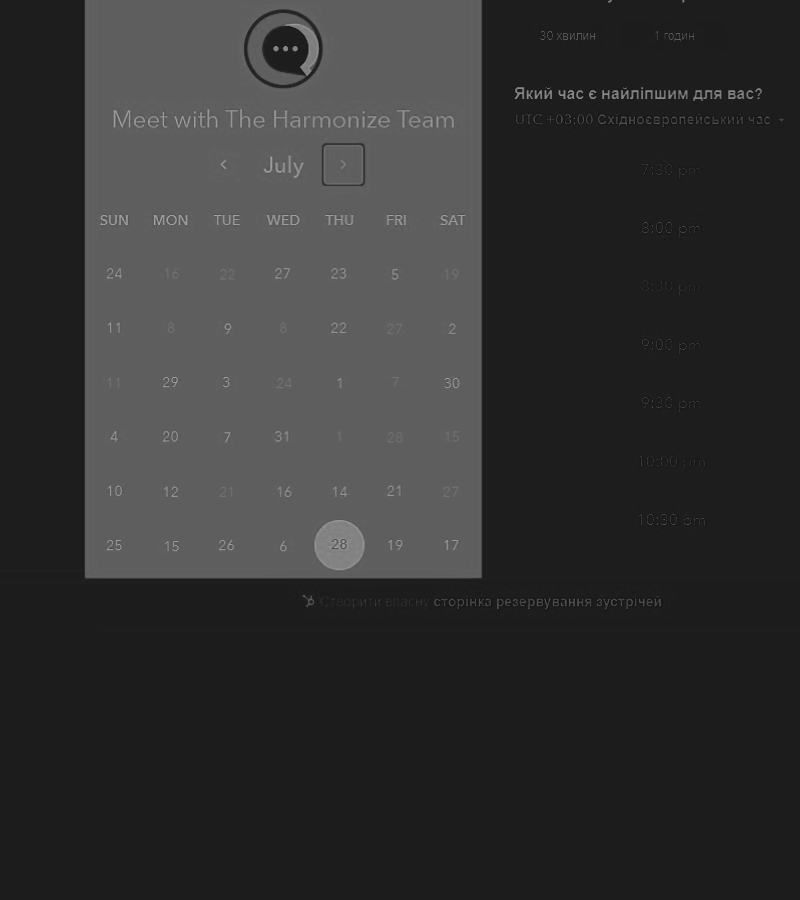 30 хвилин 1 годин
Meet with The Harmonize Team
Який час є найліпшим для вас?
UTC +03:00 Східноєвропейський час
July
7:30 pm
SUN MON TUE WED THU FRI SAT
8:00 pm
24 16 22 27 23 5 19
8:30 pm
11 8 9 8 22 27 2
9:00 pm
11 29 3 24 1 7 30
9:30 pm
4 20 7 31 1 28 15
10:00 pm
10 12 21 16 14 21 27
10:30 pm
25 15 26 6 28 19 17
Створити власну сторінка резервування зустрічей